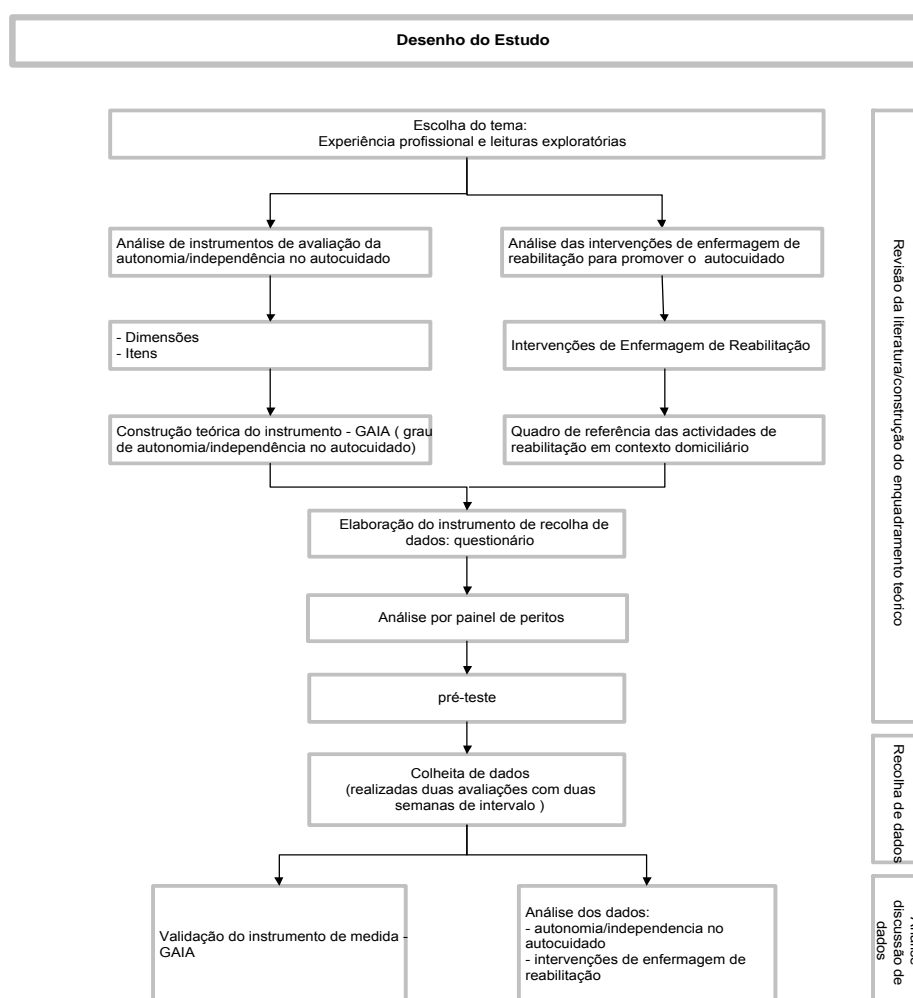 Desenho do Estudo
Escolha do tema:
Experiência profissional e leituras exploratórias
Análise de instrumentos de avaliação da
autonomia/independência no autocuidado
Análise das intervenções de enfermagem de
reabilitação para promover o autocuidado
- Dimensões
- Itens
Intervenções de Enfermagem de Reabilitação
Construção teórica do instrumento - GAIA ( grau
de autonomia/independência no autocuidado)
Quadro de referência das actividades de
reabilitação em contexto domiciliário
Elaboração do instrumento de recolha de
dados: questionário
Análise por painel de peritos
pré-teste
Colheita de dados
(realizadas duas avaliações com duas
semanas de intervalo )
Validação do instrumento de medida -
GAIA
Análise dos dados:
- autonomia/independencia no
autocuidado
- intervenções de enfermagem de
reabilitação
Revisão da literatura/construção do enquadramento teórico
Recolha de dados
discussão de
dados